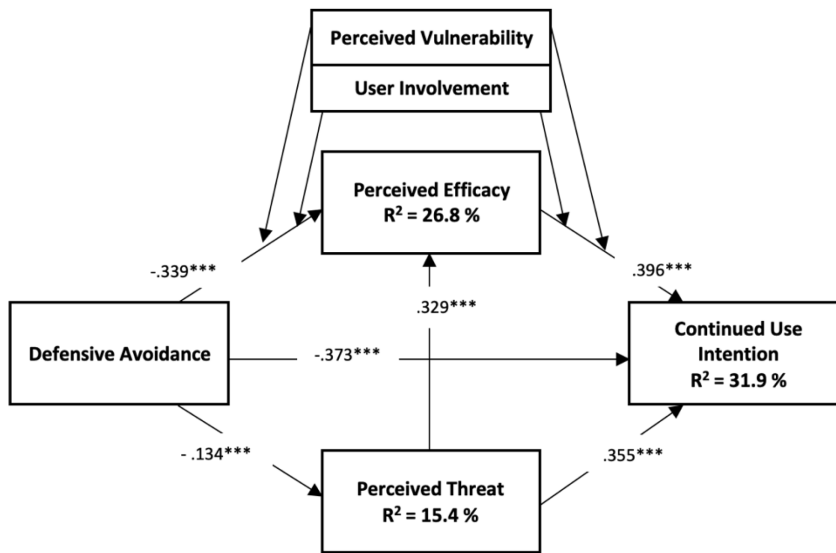 Perceived Vulnerability
User Involvement
Perceived Efficacy
R² = 26.8 %
-.339***
.396***
.329***
Defensive Avoidance
-.373***
Continued Use
Intention
R² = 31.9 %
- .134***
.355***
Perceived Threat
R² = 15.4 %